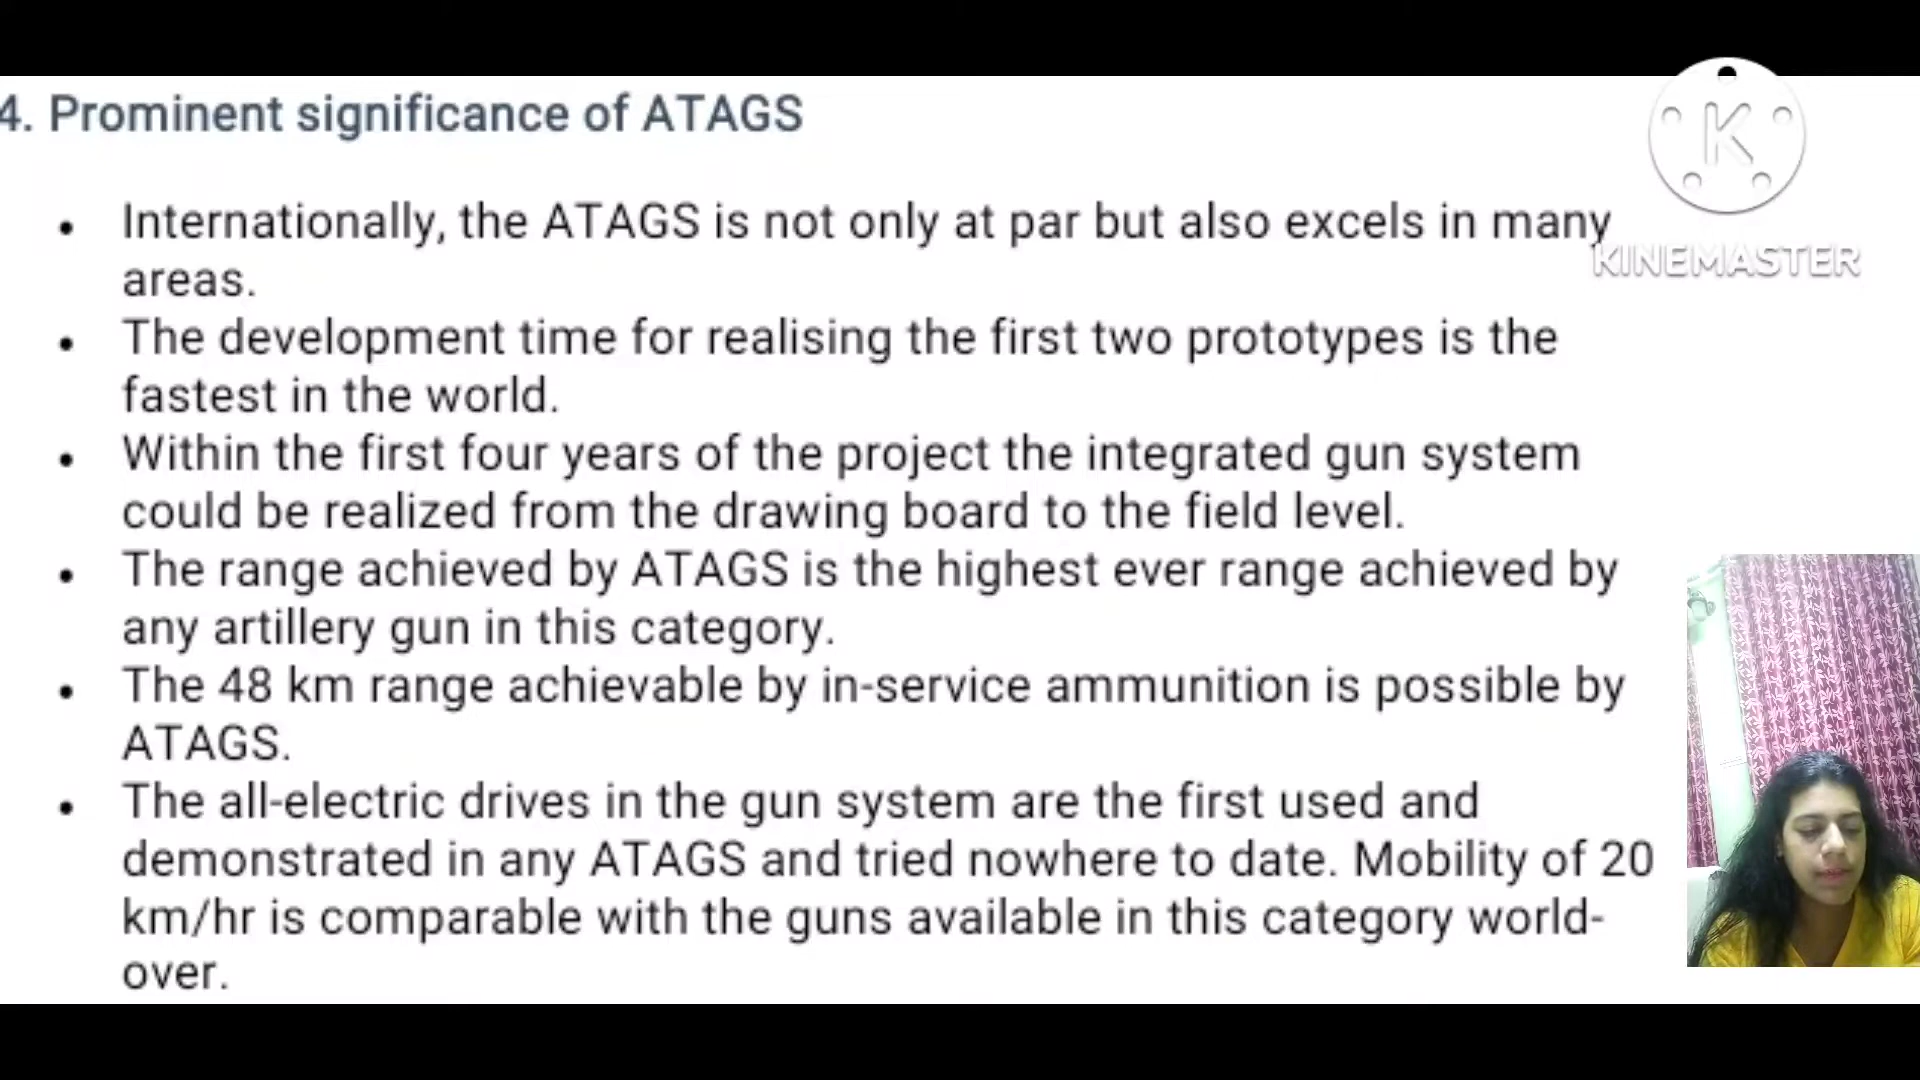 4. Prominent significance of ATAGS
K
KINEMASTER
• Internationally, the ATAGS is not only at par but also excels in many
areas.
• The development time for realising the first two prototypes is the
fastest in the world.
• Within the first four years of the project the integrated gun system
could be realized from the drawing board to the field level.
• The range achieved by ATAGS is the highest ever range achieved by
any artillery gun in this category.
• The 48 km range achievable by in-service ammunition is possible by
ATAGS.
• The all-electric drives in the gun system are the first used and
demonstrated in any ATAGS and tried nowhere to date. Mobility of 20
km/hr is comparable with the guns available in this category world-
over.